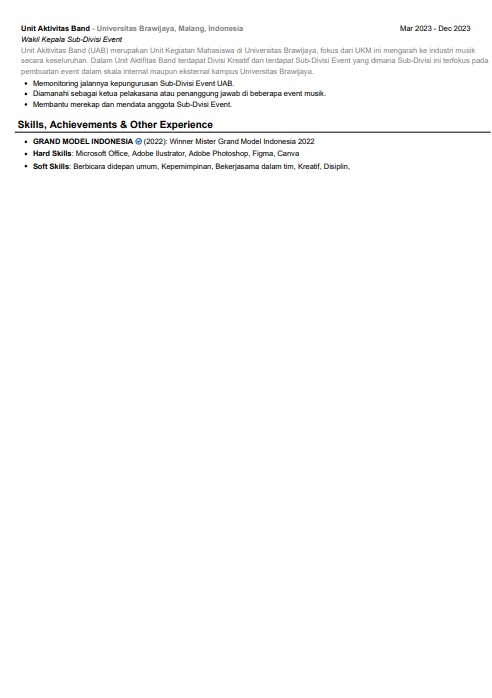 Unit Aktivitas Band - Universitas Brawijaya, Malang, Indonesia Mar 2023 - Dec 2023
Wakil Kepala Sub-Divisi Event
Unit Akitivitas Band (UAB) merupakan Unit Kegiatan Mahasiswa di Universitas Brawijaya, fokus dari UKM ini mengarah ke industri musik
secara keseluruhan. Dalam Unit Aktifitas Band terdapat Divisi Kreatif dan terdapat Sub-Divisi Event yang dimana Sub-Divisi ini terfokus pada
pembuatan event dalam skala internal maupun eksternal kampus Universitas Brawijaya.
• Memonitoring jalannya kepungurusan Sub-Divisi Event UAB.
• Diamanahi sebagai ketua pelakasana atau penanggung jawab di beberapa event musik.
• Membantu merekap dan mendata anggota Sub-Divsi Event.
Skills, Achievements & Other Experience
• GRAND MODEL INDONESIA (2022): Winner Mister Grand Model Indonesia 2022
• Hard Skills: Microsoft Office, Adobe Ilustrator, Adobe Photoshop, Figma, Canva
• Soft Skills: Berbicara didepan umum, Kepemimpinan, Bekerjasama dalam tim, Kreatif, Disiplin,